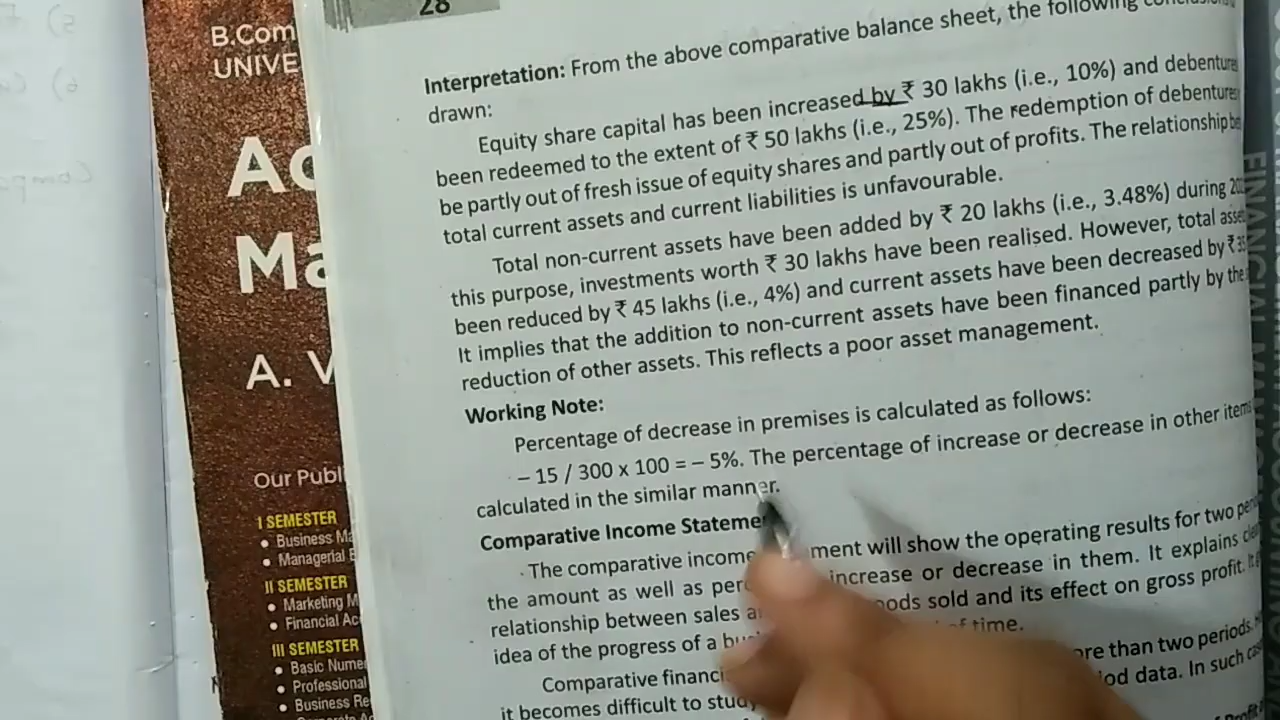 28
B.Com
UNIVE
Ac
Ma
A. V
Our Publ
I SEMESTER
• Business Ma
• Managerial E
II SEMESTER
• Marketing M
• Financial Ac
III SEMESTER
• Basic Nume
• Professional
• Business Re
Interpretation: From the above comparative balance sheet, the following
drawn:
Equity share capital has been increased by ₹ 30 lakhs (i.e., 10%) and debenture
been redeemed to the extent of ₹ 50 lakhs (i.e., 25%). The redemption of debenture
be partly out of fresh issue of equity shares and partly out of profits. The relationship be
total current assets and current liabilities is unfavourable.
Total non-current assets have been added by ₹ 20 lakhs (i.e., 3.48%) during
this purpose, investments worth ₹ 30 lakhs have been realised. However, total asse
been reduced by ₹ 45 lakhs (i.e., 4%) and current assets have been decreased by ₹ 35
It implies that the addition to non-current assets have been financed partly by the
reduction of other assets. This reflects a poor asset management.
Working Note:
Percentage of decrease in premises is calculated as follows:
– 15 / 300 x 100 = – 5%. The percentage of increase or decrease in other items
calculated in the similar manner.
Comparative Income Stateme
The comparative income ment will show the operating results for two
the amount as well as per increase or decrease in them. It explains
relationship between sales a oods sold and its effect on gross profit.
idea of the progress of a bu of time.
Comparative financi ore than two periods.
it becomes difficult to study iod data. In such
FINANCIAL